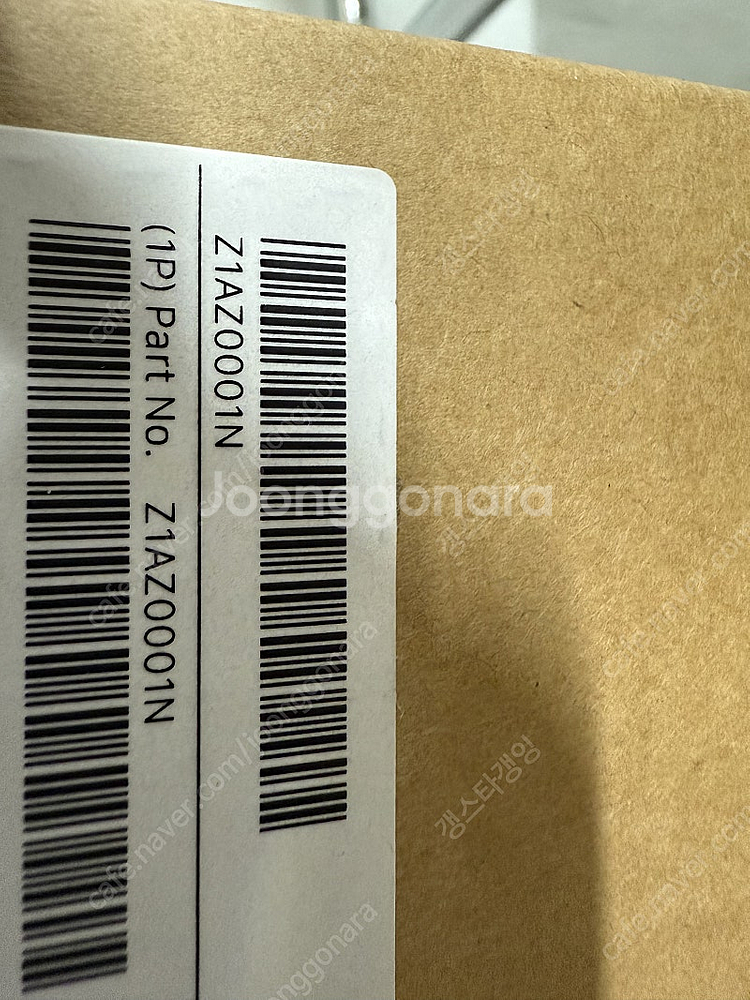 Z1AZ0001N
(1P) Part No. Z1AZ0001N
Joonggonara
cafe.naver.com/joonggonara
갱스타갱잉